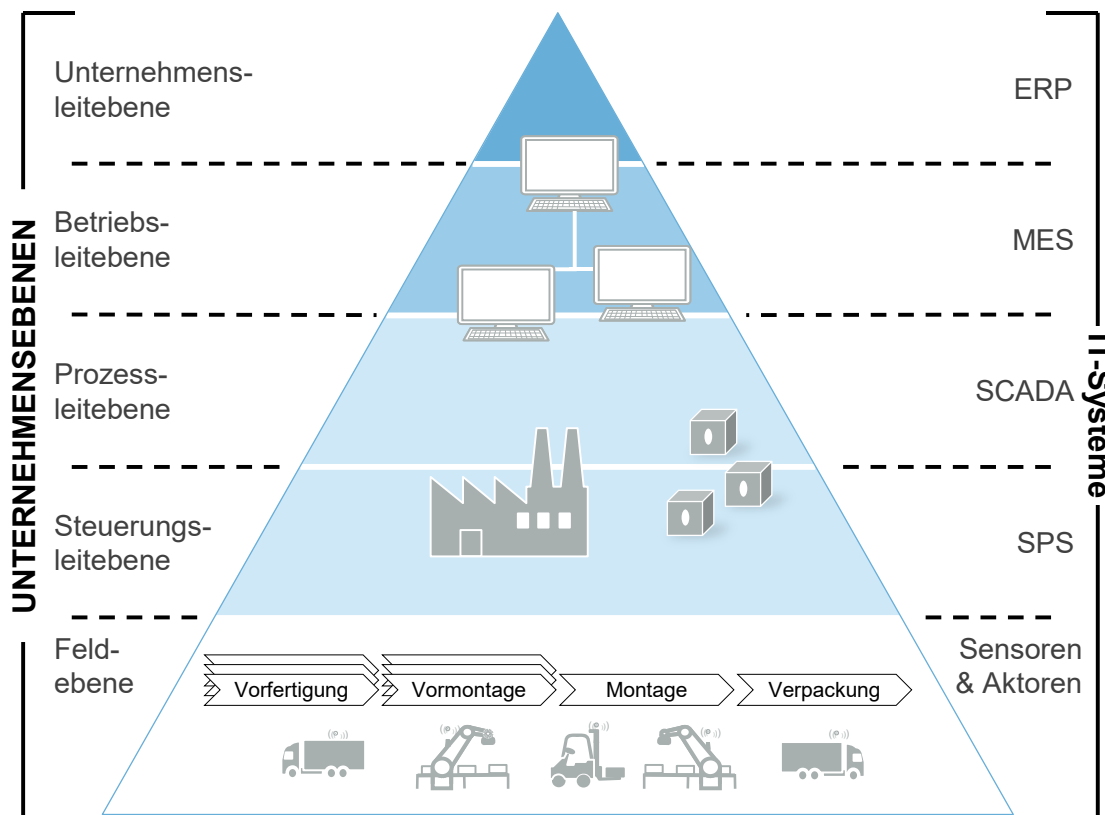 UNTERNEHMENSEBENEN
Unternehmens-
leitebene
ERP
Betriebs-
leitebene
MES
Prozess-
leitebene
SCADA
Steuerungs-
leitebene
SPS
Feld-
ebene
Sensoren
& Aktoren
Vorfertigung
Vormontage
Montage
Verpackung
IT-Systeme